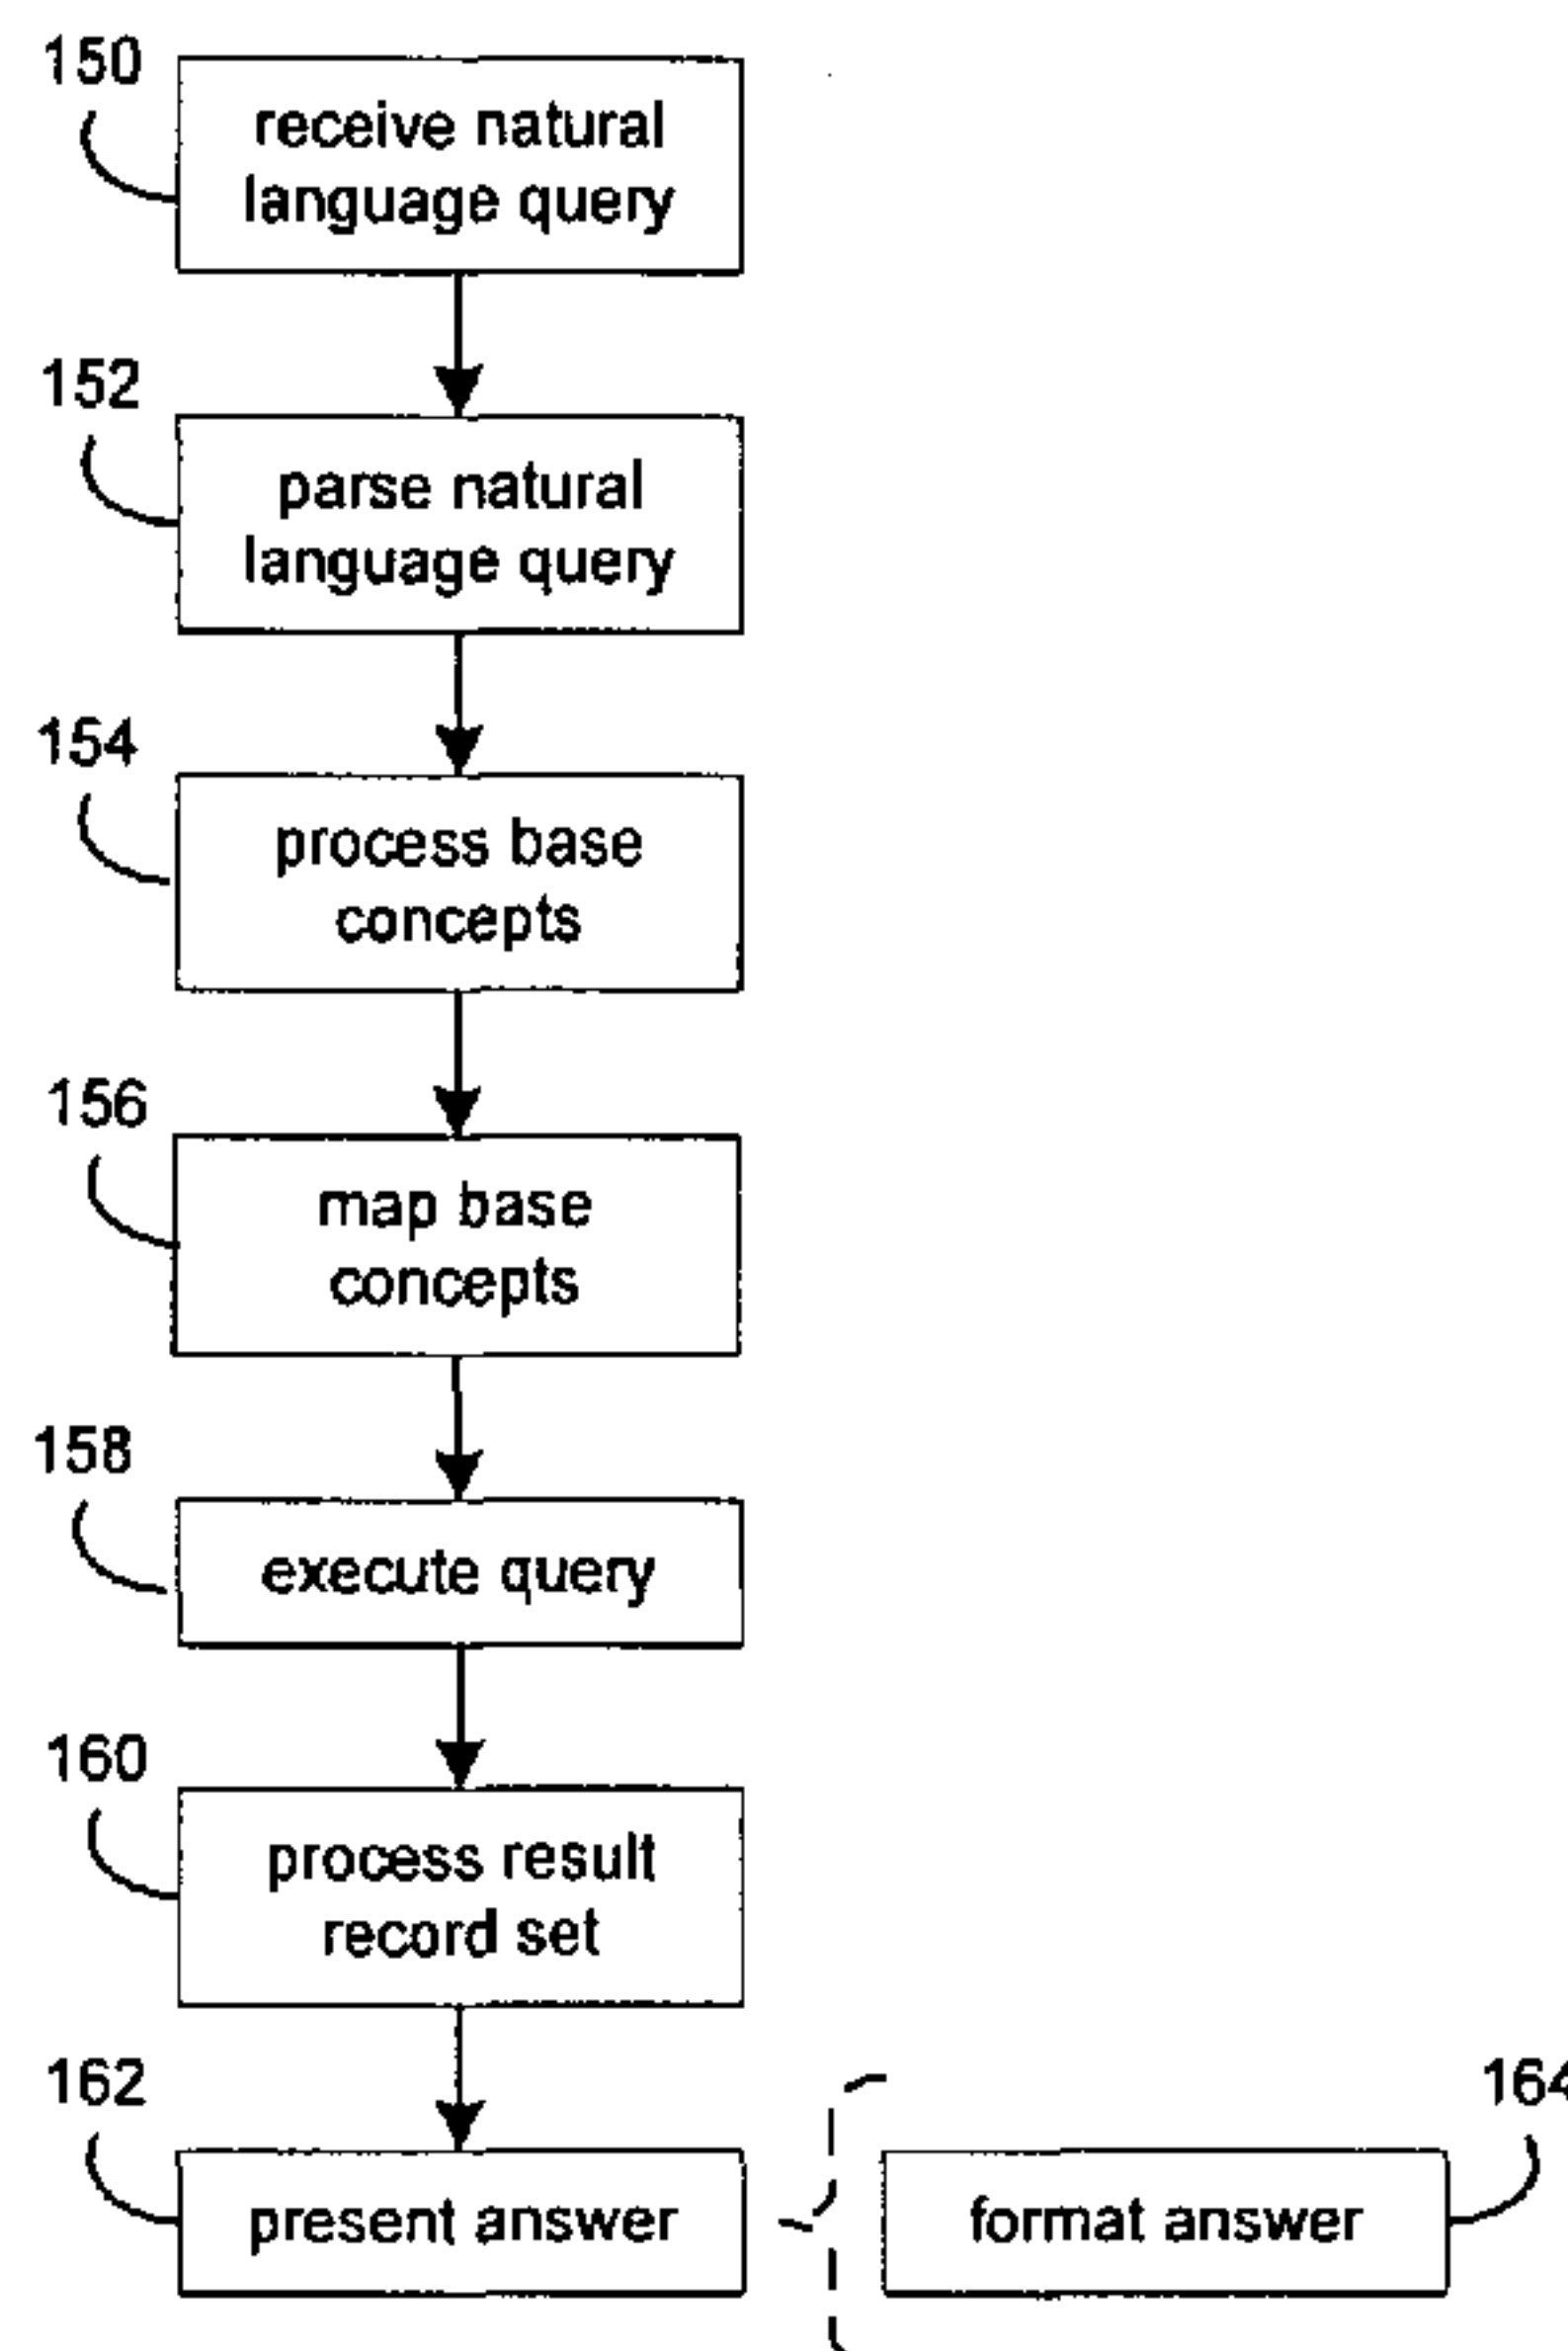 150
receive natural
language query
152
parse natural
language query
154
process base
concepts
156
map base
concepts
158
execute query
160
process result
record set
162
present answer
164
format answer